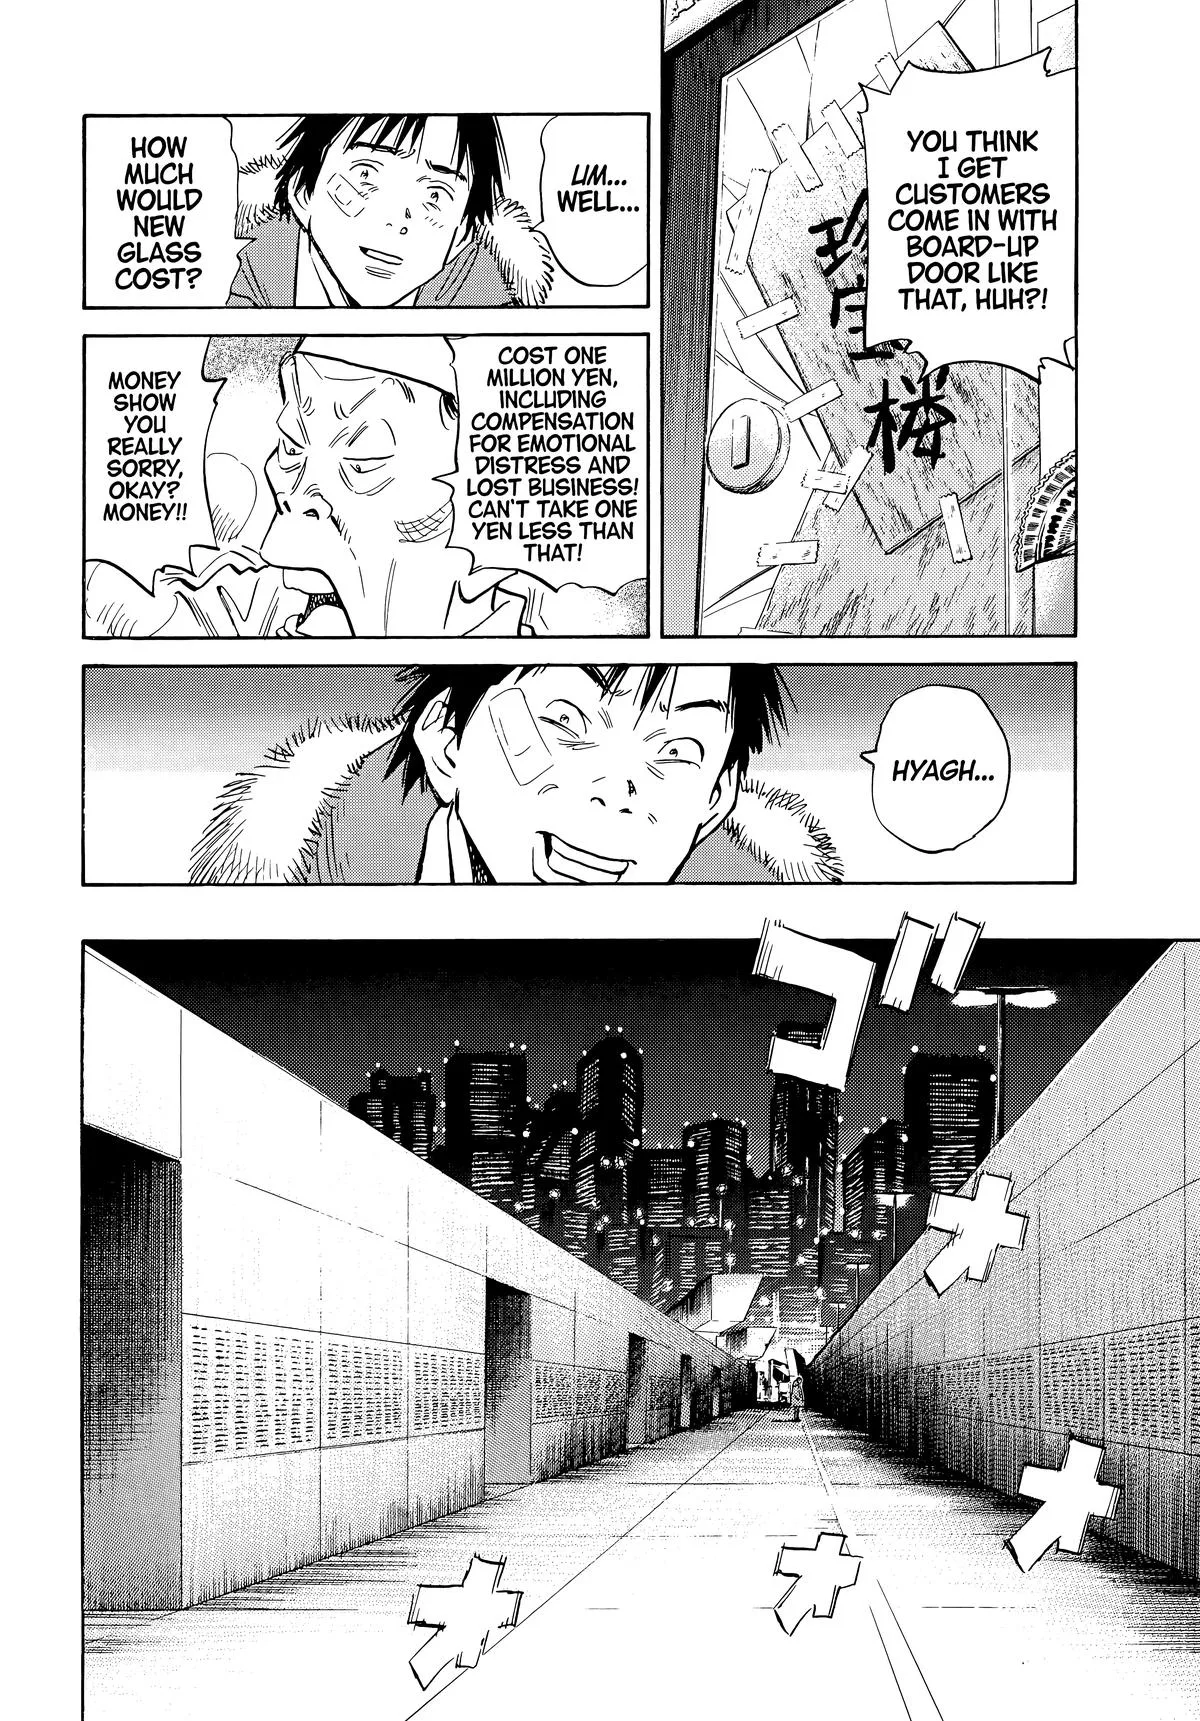 YOU THINK
I GET
CUSTOMERS
COME IN WITH
BOARD-UP
DOOR LIKE
THAT, HUH?!
珍
宝
楼
UM...
WELL...
HOW
MUCH
WOULD
NEW
GLASS
COST?
COST ONE
MILLION YEN,
INCLUDING
COMPENSATION
FOR EMOTIONAL
DISTRESS AND
LOST BUSINESS!
CAN'T TAKE ONE
YEN LESS THAN
THAT!
MONEY
SHOW
YOU
REALLY
SORRY,
OKAY?
MONEY!!
HYAGH...
ゴ
オ
オ
オ
オ